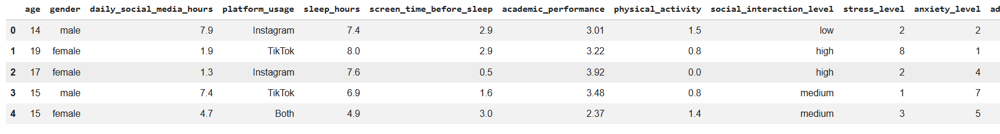 age gender daily_social_media_hours platform_usage sleep_hours screen_time_before_sleep academic_performance physical_activity social_interaction_level stress_level anxiety_level ad
0 14 male 7.9 Instagram 7.4 2.9 3.01 1.5 low 2 2
1 19 female 1.9 TikTok 8.0 2.9 3.22 0.8 high 8 1
2 17 female 1.3 Instagram 7.6 0.5 3.92 0.0 high 2 4
3 15 male 7.4 TikTok 6.9 1.6 3.48 0.8 medium 1 7
4 15 female 4.7 Both 4.9 3.0 2.37 1.4 medium 3 5